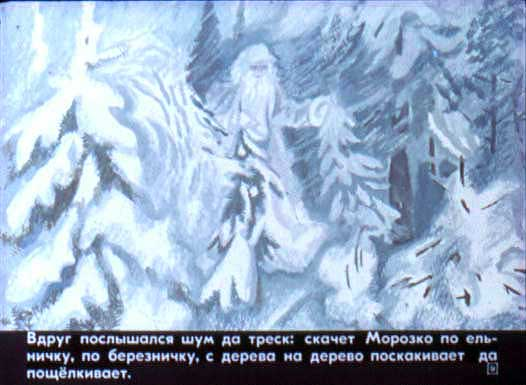 Вдруг послышался шум да треск: скачет Морозко по ель-
ничку, по березничку, с дерева на дерево поскакивает да
пощёлкивает.